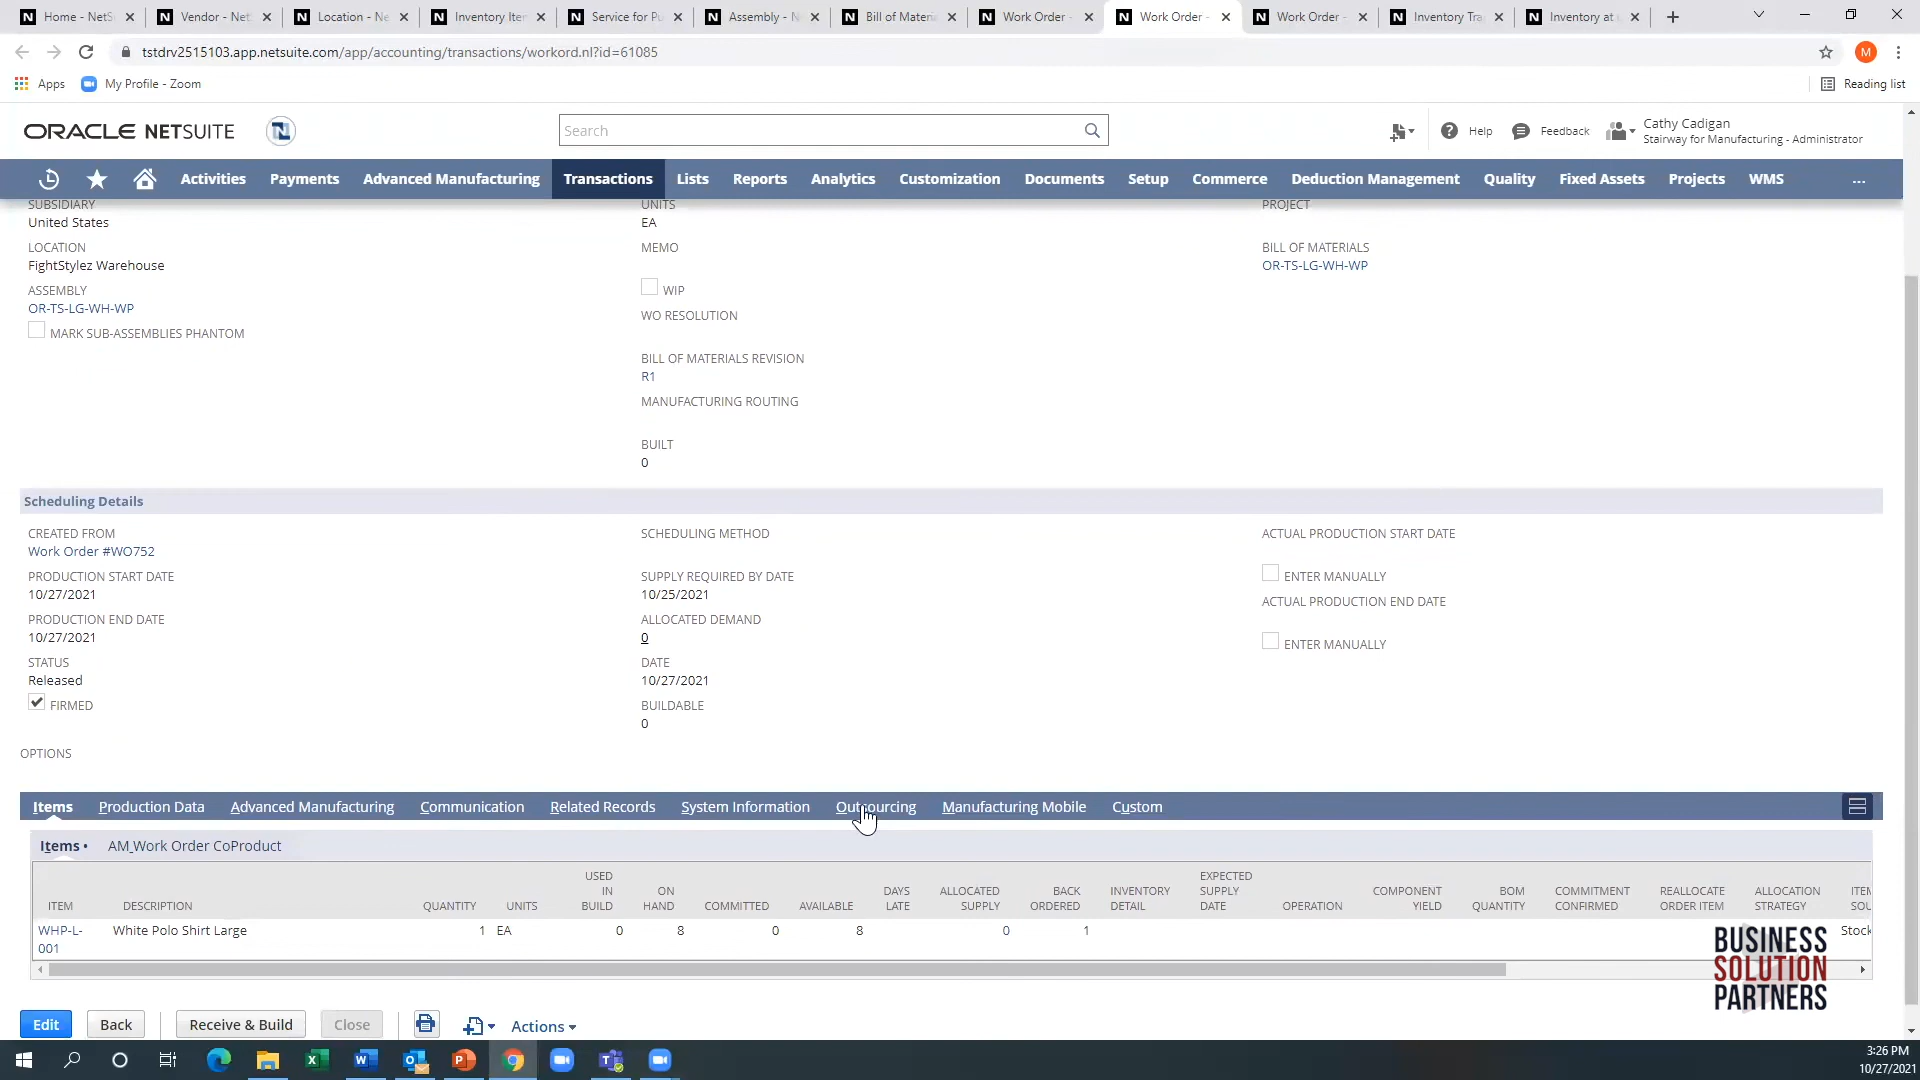 Home - NetS
Vendor - Net
Location - Ne
Inventory Iter
Service for Pu
Assembly - N
Bill of Materia
Work Order -
Work Order -
Work Order -
Inventory Tra
Inventory at
tstdrv2515103.app.netsuite.com/app/accounting/transactions/workord.nl?id=61085
M
Apps
My Profile - Zoom
Reading list
ORACLE NETSUITE
Search
Help
Feedback
Cathy Cadigan
Stairway for Manufacturing - Administrator
Activities
Payments
Advanced Manufacturing
Transactions
Lists
Reports
Analytics
Customization
Documents
Setup
Commerce
Deduction Management
Quality
Fixed Assets
Projects
WMS
...
SUBSIDIARY
United States
LOCATION
FightStylez Warehouse
ASSEMBLY
OR-TS-LG-WH-WP
MARK SUB-ASSEMBLIES PHANTOM
UNITS
EA
MEMO
WIP
WO RESOLUTION
BILL OF MATERIALS REVISION
R1
MANUFACTURING ROUTING
BUILT
0
PROJECT
BILL OF MATERIALS
OR-TS-LG-WH-WP
Scheduling Details
CREATED FROM
Work Order #WO752
PRODUCTION START DATE
10/27/2021
PRODUCTION END DATE
10/27/2021
STATUS
Released
FIRMED
SCHEDULING METHOD
SUPPLY REQUIRED BY DATE
10/25/2021
ALLOCATED DEMAND
0
DATE
10/27/2021
BUILDABLE
0
ACTUAL PRODUCTION START DATE
ENTER MANUALLY
ACTUAL PRODUCTION END DATE
ENTER MANUALLY
OPTIONS
Items
Production Data
Advanced Manufacturing
Communication
Related Records
System Information
Outsourcing
Manufacturing Mobile
Custom
Items •
AM_Work Order CoProduct
ITEM
DESCRIPTION
QUANTITY
UNITS
USED IN BUILD
ON HAND
COMMITTED
AVAILABLE
DAYS LATE
ALLOCATED SUPPLY
BACK ORDERED
INVENTORY DETAIL
EXPECTED SUPPLY DATE
OPERATION
COMPONENT YIELD
BOM QUANTITY
COMMITMENT CONFIRMED
REALLOCATE ORDER ITEM
ALLOCATION STRATEGY
ITEM SOU
WHP-L-001
White Polo Shirt Large
1
EA
0
8
0
8
0
1
Stock
BUSINESS
SOLUTION
PARTNERS
Edit
Back
Receive & Build
Close
Actions
3:26 PM
10/27/2021